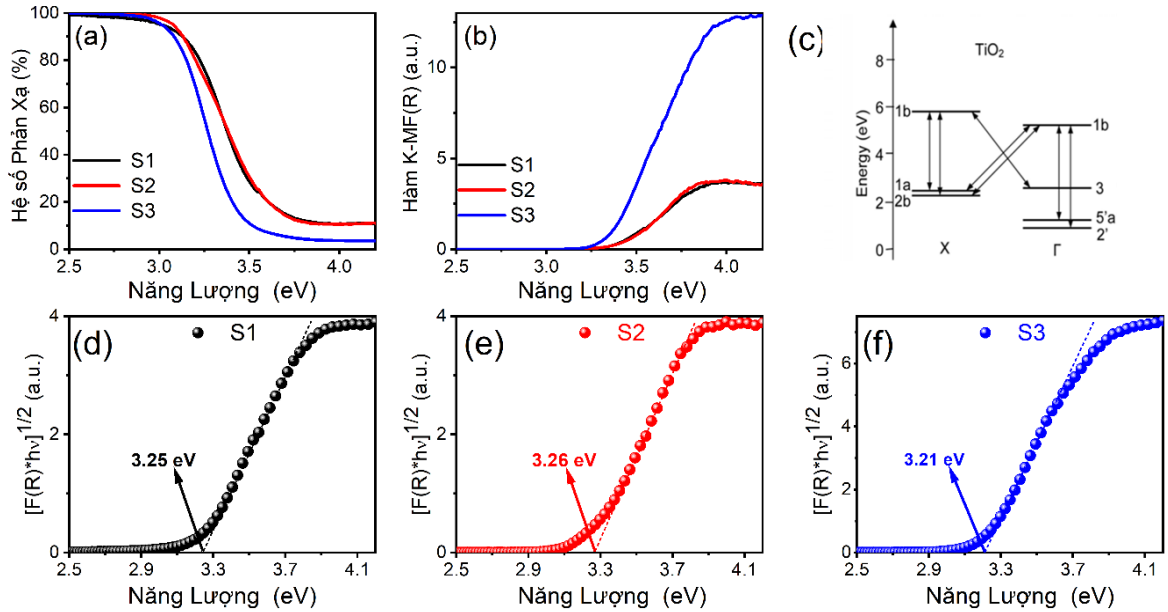 (a)
Hệ số Phản Xạ (%)
100
80
60
40
20
0
S1
S2
S3
2.5
3.0
3.5
4.0
Năng Lượng (eV)
(b)
Hàm K-MF(R) (a.u.)
10
5
0
S1
S2
S3
2.5
3.0
3.5
4.0
Năng Lượng (eV)
(c)
TiO2
Energy (eV)
8
6
4
2
0
1b
1a
2b
X
1b
3
5'a
2'
Γ
(d)
S1
[F(R)*hν]1/2 (a.u.)
4
2
0
3.25 eV
2.5
2.9
3.3
3.7
4.1
Năng Lượng (eV)
(e)
S2
[F(R)*hν]1/2 (a.u.)
4
2
0
3.26 eV
2.5
2.9
3.3
3.7
4.1
Năng Lượng (eV)
(f)
S3
[F(R)*hν]1/2 (a.u.)
6
4
2
0
3.21 eV
2.5
2.9
3.3
3.7
4.1
Năng Lượng (eV)